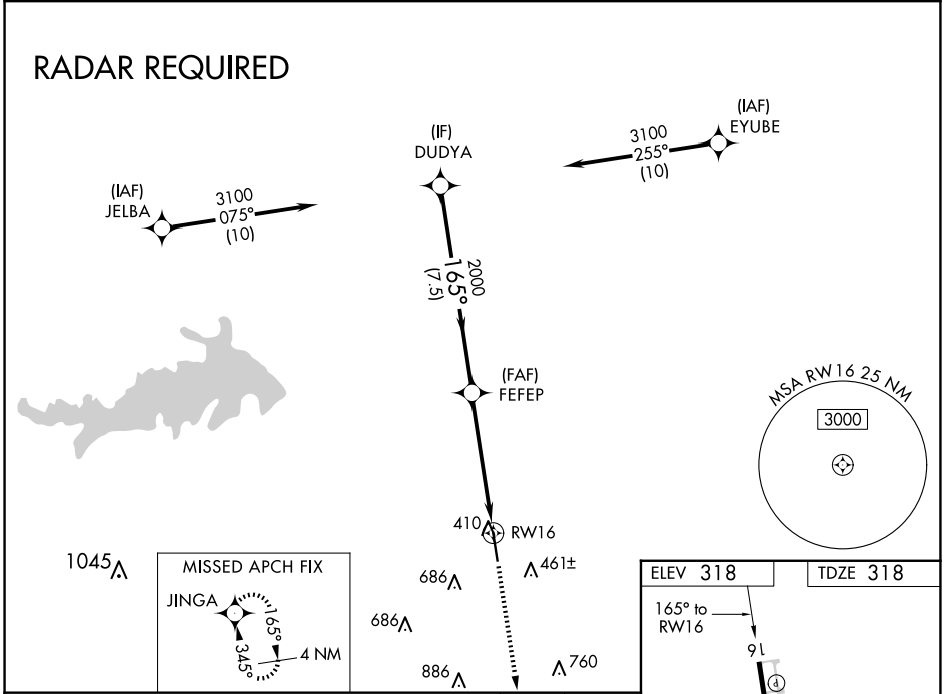 RADAR REQUIRED
(IAF)
EYUBE
3100
255°
(10)
(IF)
DUDYA
(IAF)
JELBA
3100
075°
(10)
2000
165°
(7.5)
(FAF)
FEFEP
MSA RW16 25 NM
3000
410
RW16
1045
461±
686
686
886
760
MISSED APCH FIX
JINGA
165°
345°
4 NM
ELEV 318
TDZE 318
165° to
RW16
16
P